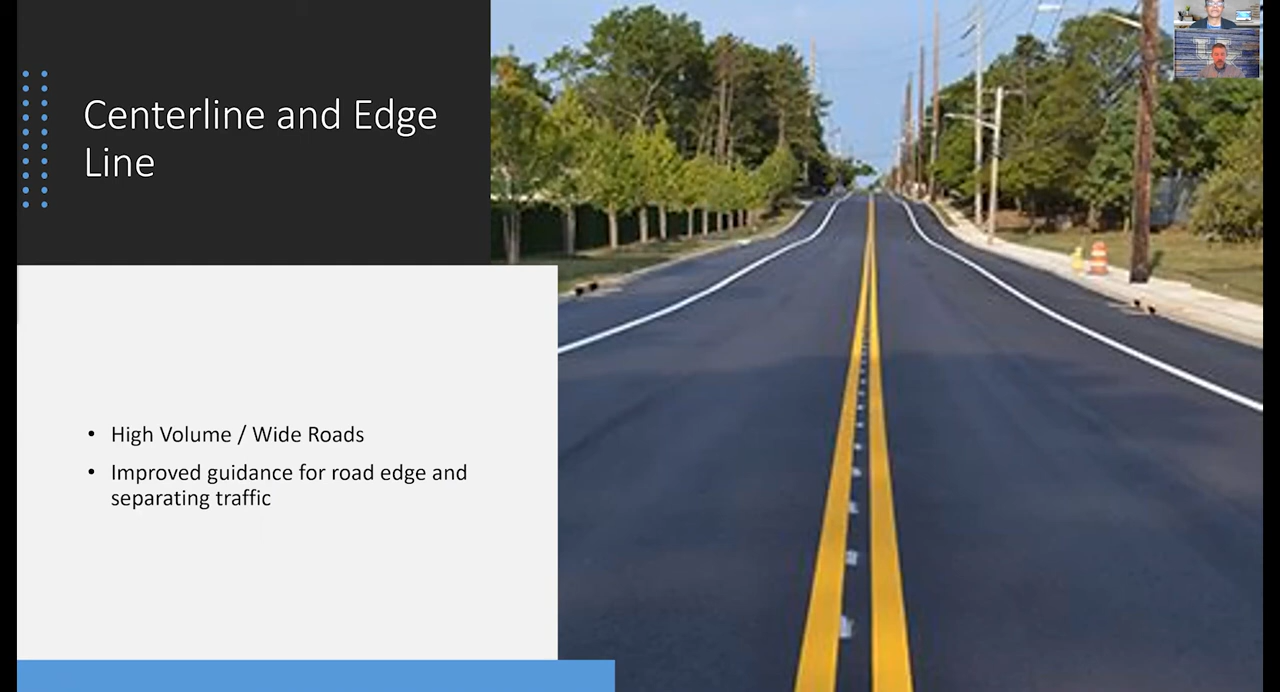 Centerline and Edge
Line
• High Volume / Wide Roads
• Improved guidance for road edge and
separating traffic